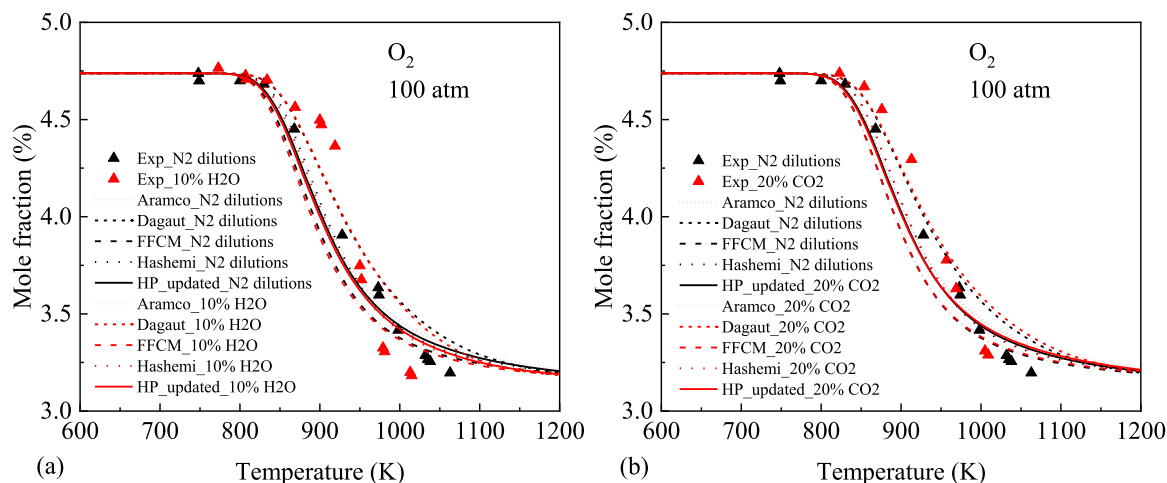 5.0
4.5
4.0
3.5
3.0
Mole fraction (%)
O2
100 atm
Exp_N2 dilutions
Exp_10% H2O
Aramco_N2 dilutions
Dagaut_N2 dilutions
FFCM_N2 dilutions
Hashemi_N2 dilutions
HP_updated_N2 dilutions
Aramco_10% H2O
Dagaut_10% H2O
FFCM_10% H2O
Hashemi_10% H2O
HP_updated_10% H2O
600 700 800 900 1000 1100 1200
(a) Temperature (K)
5.0
4.5
4.0
3.5
3.0
Mole fraction (%)
O2
100 atm
Exp_N2 dilutions
Exp_20% CO2
Aramco_N2 dilutions
Dagaut_N2 dilutions
FFCM_N2 dilutions
Hashemi_N2 dilutions
HP_updated_20% CO2
Aramco_20% CO2
Dagaut_20% CO2
FFCM_20% CO2
Hashemi_20% CO2
HP_updated_20% CO2
600 700 800 900 1000 1100 1200
(b) Temperature (K)